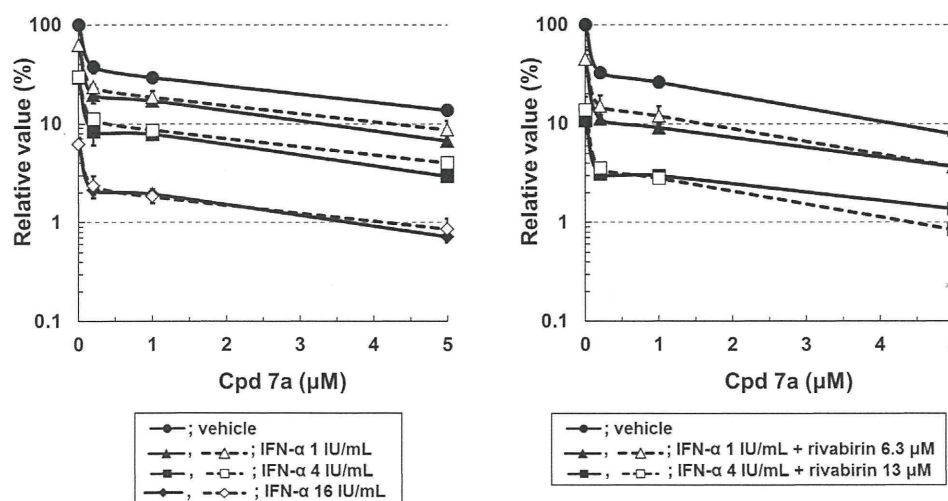 100
10
1
0.1
Relative value (%)
0
1
2
3
4
5
Cpd 7a (µM)
; vehicle
, ; IFN-α 1 IU/mL
, ; IFN-α 4 IU/mL
, ; IFN-α 16 IU/mL
100
10
1
0.1
Relative value (%)
0
1
2
3
4
Cpd 7a (µM)
; vehicle
, ; IFN-α 1 IU/mL + rivabirin 6.3 µM
, ; IFN-α 4 IU/mL + rivabirin 13 µM